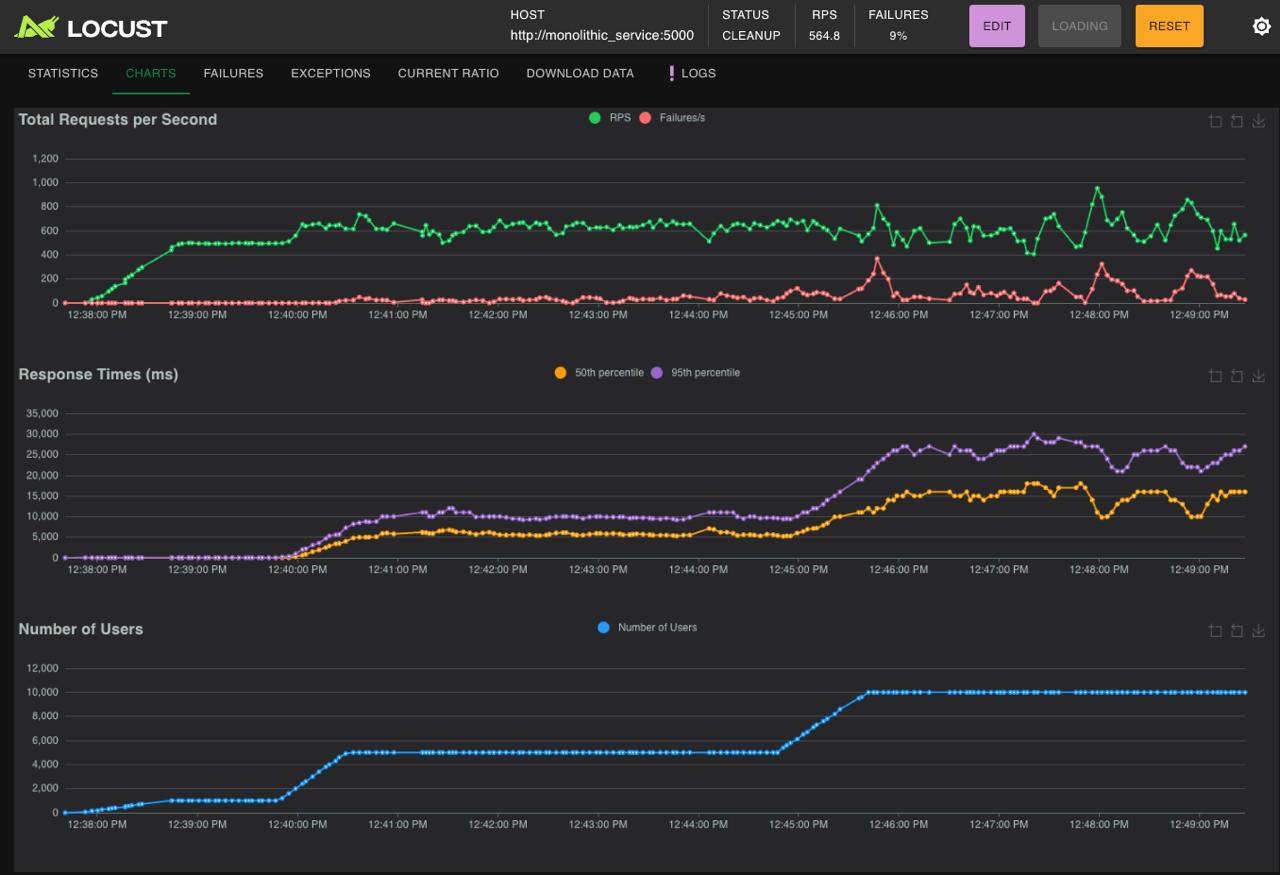 LOCUST
HOST
http://monolithic_service:5000
STATUS
CLEANUP
RPS
564.8
FAILURES
9%
EDIT
LOADING
RESET
STATISTICS CHARTS FAILURES EXCEPTIONS CURRENT RATIO DOWNLOAD DATA LOGS
Total Requests per Second
RPS Failures/s
1,200
1,000
800
600
400
200
0
12:38:00 PM 12:39:00 PM 12:40:00 PM 12:41:00 PM 12:42:00 PM 12:43:00 PM 12:44:00 PM 12:45:00 PM 12:46:00 PM 12:47:00 PM 12:48:00 PM 12:49:00 PM
Response Times (ms)
50th percentile 95th percentile
35,000
30,000
25,000
20,000
15,000
10,000
5,000
0
12:38:00 PM 12:39:00 PM 12:40:00 PM 12:41:00 PM 12:42:00 PM 12:43:00 PM 12:44:00 PM 12:45:00 PM 12:46:00 PM 12:47:00 PM 12:48:00 PM 12:49:00 PM
Number of Users
Number of Users
12,000
10,000
8,000
6,000
4,000
2,000
0
12:38:00 PM 12:39:00 PM 12:40:00 PM 12:41:00 PM 12:42:00 PM 12:43:00 PM 12:44:00 PM 12:45:00 PM 12:46:00 PM 12:47:00 PM 12:48:00 PM 12:49:00 PM